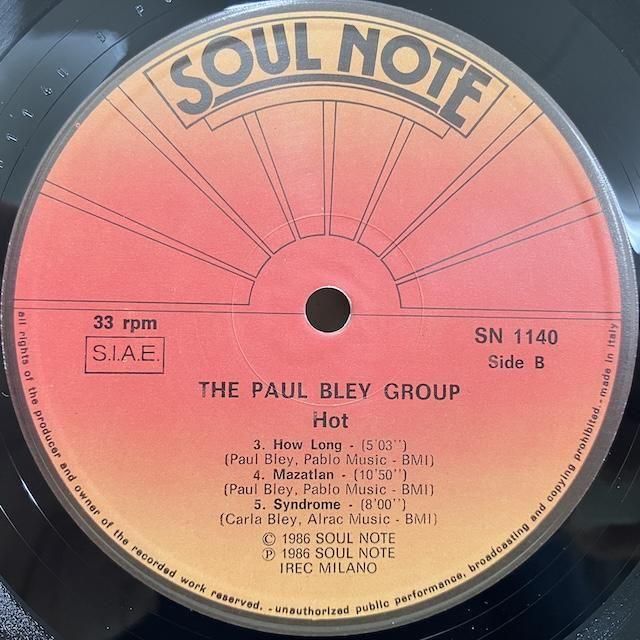 SOUL NOTE
33 rpm
S.I.A.E.
SN 1140
Side B
THE PAUL BLEY GROUP
Hot
3. How Long - (5'03'')
(Paul Bley, Pablo Music - BMI)
4. Mazatlan - (10'50'')
(Paul Bley, Pablo Music - BMI)
5. Syndrome - (8'00'')
(Carla Bley, Alrac Music - BMI)
© 1986 SOUL NOTE
℗ 1986 SOUL NOTE
IREC MILANO
all rights of the producer and owner of the recorded work reserved. - unauthorized public performance, broadcasting and copying prohibited. - made in italy